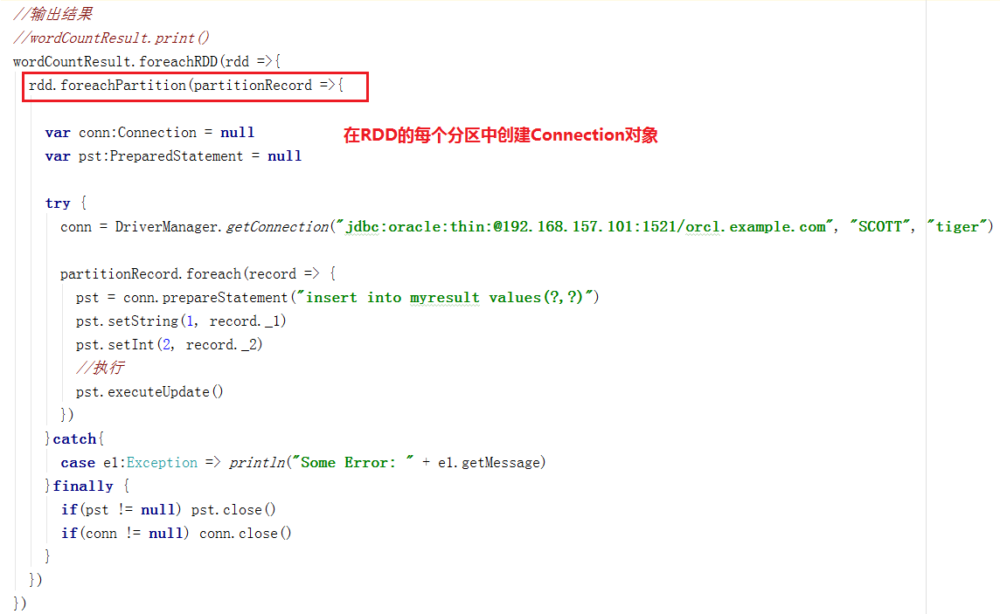 //输出结果
//wordCountResult.print()
wordCountResult.foreachRDD(rdd =>{
rdd.foreachPartition(partitionRecord =>{
var conn:Connection = null
在RDD的每个分区中创建Connection对象
var pst:PreparedStatement = null
try {
conn = DriverManager.getConnection("jdbc:oracle:thin:@192.168.157.101:1521/orcl.example.com", "SCOTT", "tiger")
partitionRecord.foreach(record => {
pst = conn.prepareStatement("insert into myresult values(?,?)")
pst.setString(1, record._1)
pst.setInt(2, record._2)
//执行
pst.executeUpdate()
})
}catch{
case e1:Exception => println("Some Error: " + e1.getMessage)
}finally {
if(pst != null) pst.close()
if(conn != null) conn.close()
}
})
})